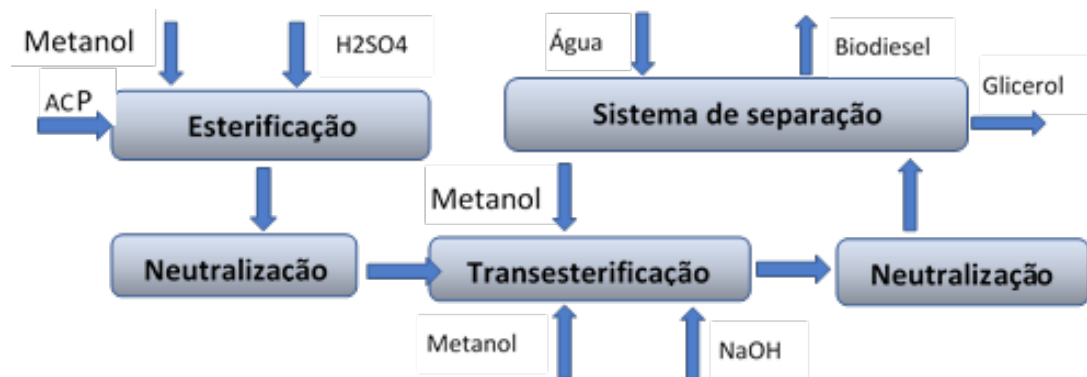 Metanol
H2SO4
ACP
Esterificação
Água
Biodiesel
Glicerol
Sistema de separação
Metanol
Neutralização
Transesterificação
Neutralização
Metanol
NaOH